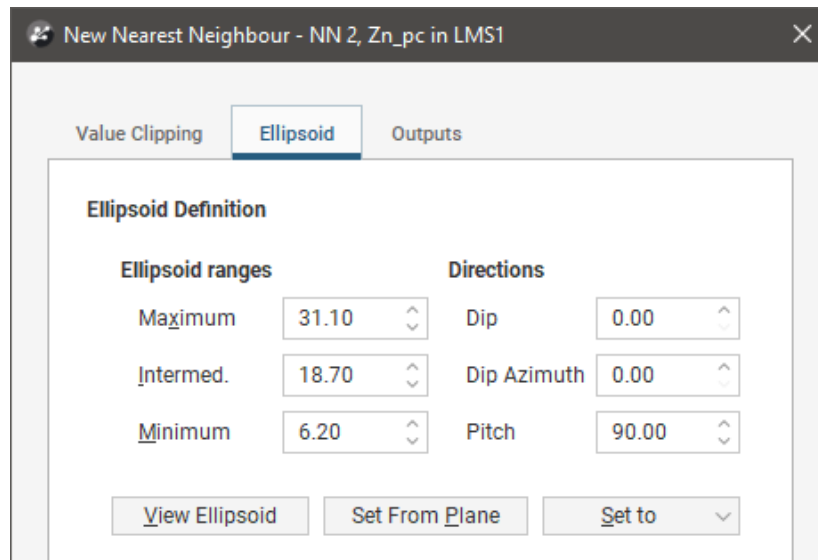 New Nearest Neighbour - NN 2, Zn_pc in LMS1
Value Clipping Ellipsoid Outputs
Ellipsoid Definition
Ellipsoid ranges Directions
Maximum 31.10 Dip 0.00
Intermed. 18.70 Dip Azimuth 0.00
Minimum 6.20 Pitch 90.00
View Ellipsoid Set From Plane Set to